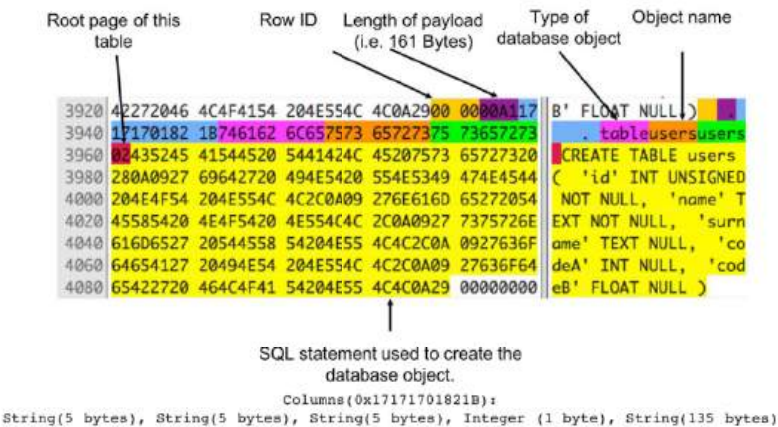 Root page of this table
Row ID
Length of payload (i.e. 161 Bytes)
Type of database object
Object name
3920 42272046 4C4F4154 204E554C 4C0A2900 0000A117 B' FLOAT NULL ) .
3940 17170182 1B746162 6C657573 65727375 73657273 . tableusersusers
3960 02435245 41544520 5441424C 45207573 65727320 CREATE TABLE users
3980 280A0927 69642720 494E5420 554E5349 474E4544 ( 'id' INT UNSIGNED
4000 204E4F54 204E554C 4C2C0A09 276E616D 65272054 NOT NULL, 'name' T
4020 45585420 4E4F5420 4E554C4C 2C0A0927 7375726E EXT NOT NULL, 'surn
4040 616D6527 20544558 54204E55 4C4C2C0A 0927636F ame' TEXT NULL, 'co
4060 64654127 20494E54 204E554C 4C2C0A09 27636F64 deA' INT NULL, 'cod
4080 65422720 464C4F41 54204E55 4C4C0A29 00000000 eB' FLOAT NULL )
SQL statement used to create the
database object.
Columns(0x17171701821B):
String(5 bytes), String(5 bytes), String(5 bytes), Integer (1 byte), String(135 bytes)